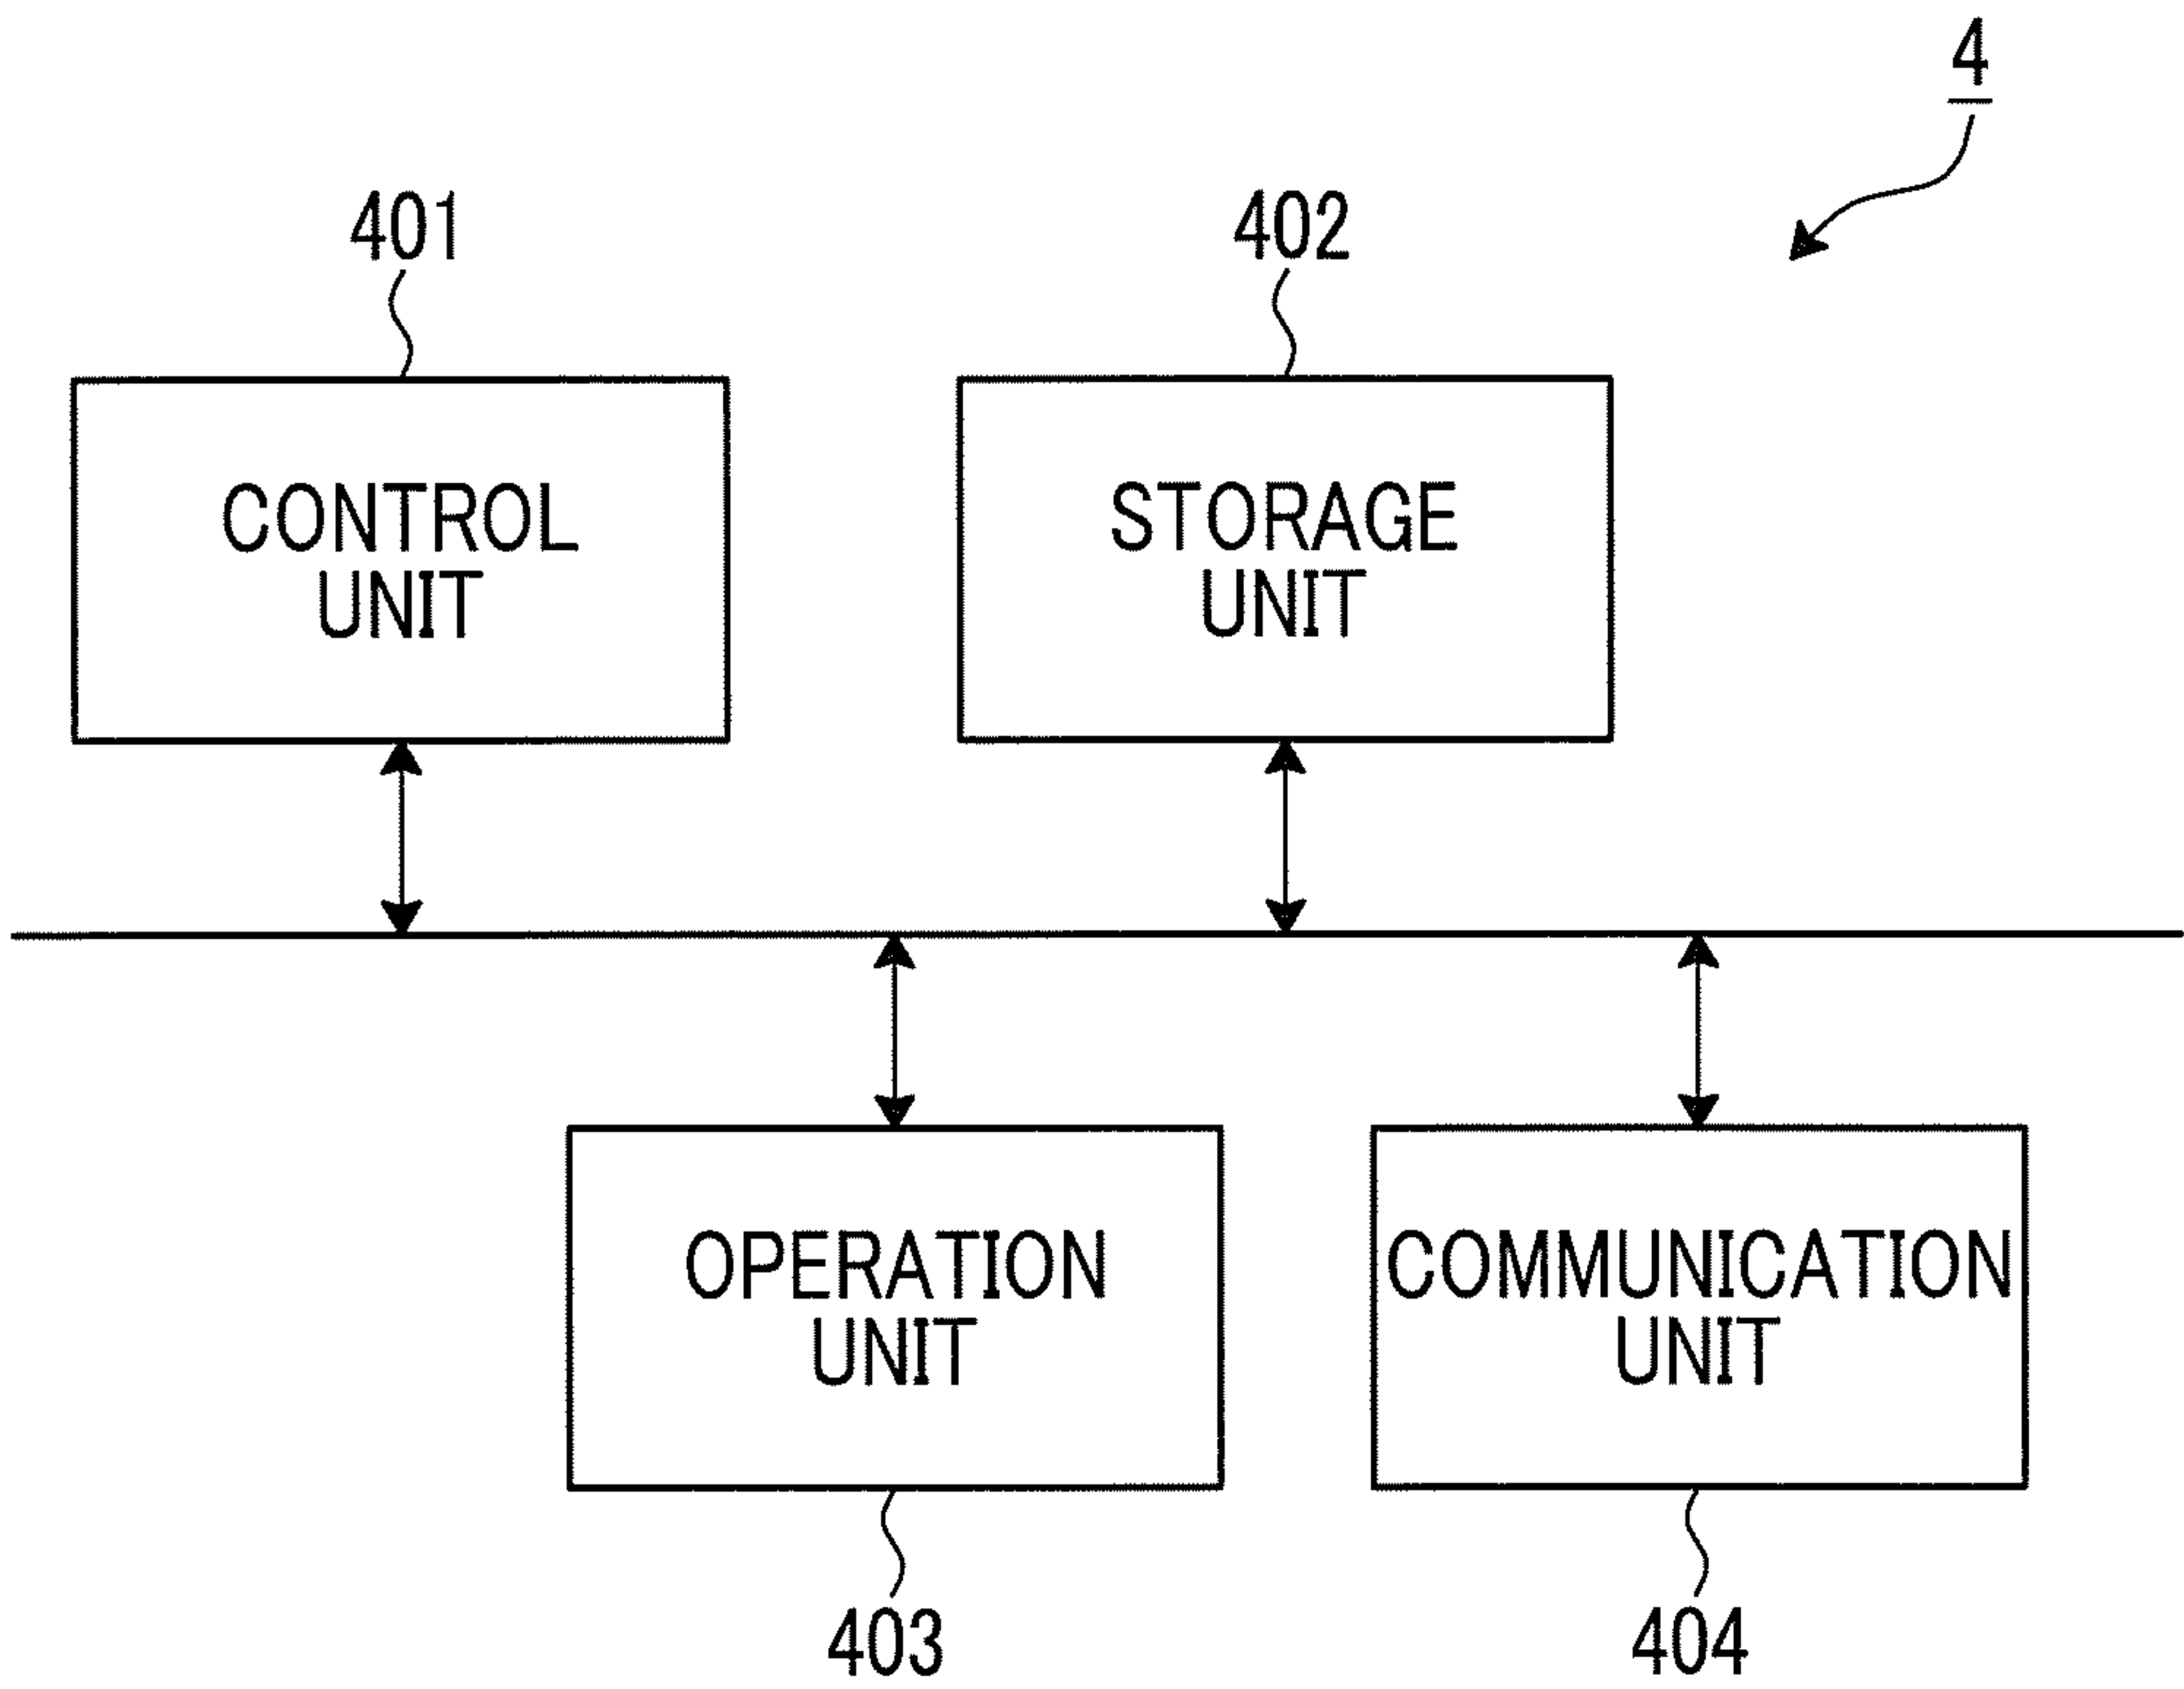 4
401
402
CONTROL
UNIT
STORAGE
UNIT
OPERATION
UNIT
COMMUNICATION
UNIT
403
404